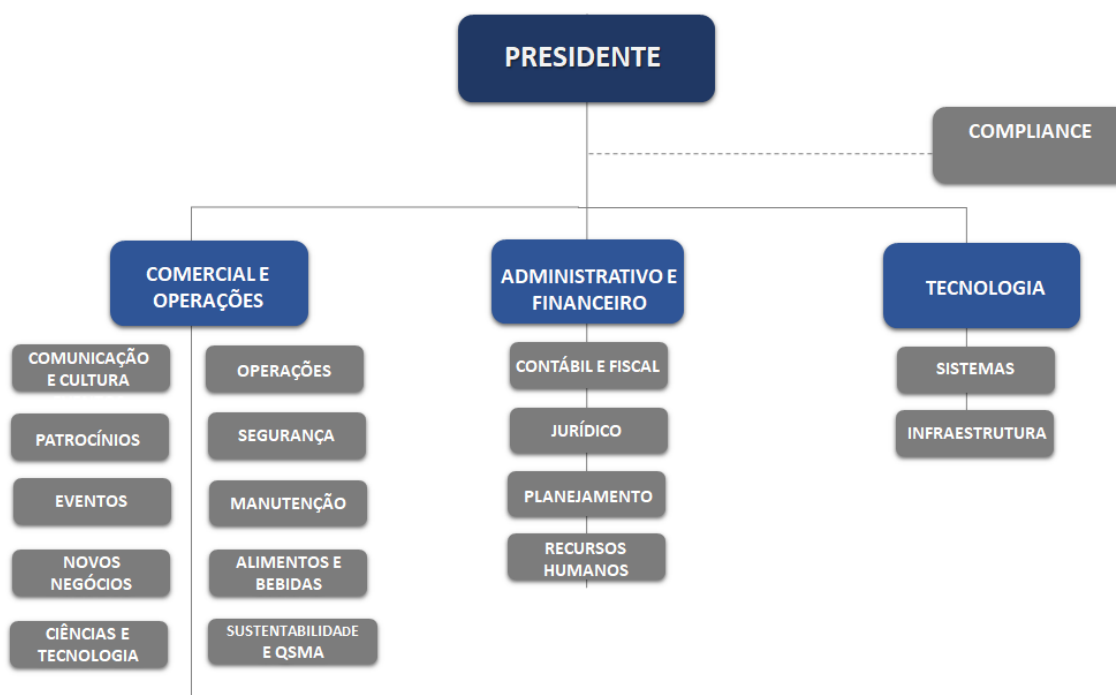 PRESIDENTE
COMPLIANCE
COMERCIAL E
OPERAÇÕES
ADMINISTRATIVO E
FINANCEIRO
TECNOLOGIA
COMUNICAÇÃO
E CULTURA
PATROCÍNIOS
EVENTOS
NOVOS
NEGÓCIOS
CIÊNCIAS E
TECNOLOGIA
OPERAÇÕES
SEGURANÇA
MANUTENÇÃO
ALIMENTOS E
BEBIDAS
SUSTENTABILIDADE
E QSMA
CONTÁBIL E FISCAL
JURÍDICO
PLANEJAMENTO
RECURSOS
HUMANOS
SISTEMAS
INFRAESTRUTURA